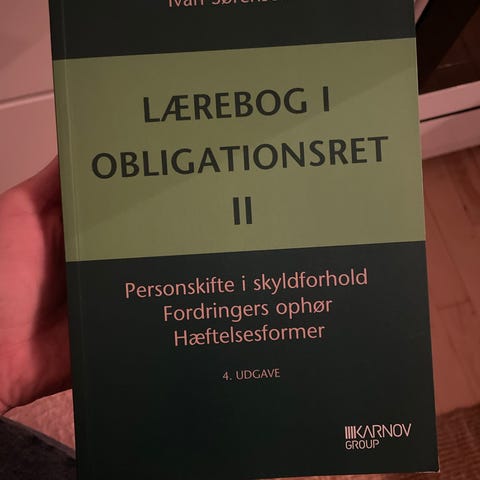 LÆREBOG I
OBLIGATIONSRET
II
Personskifte i skyldforhold
Fordringers ophør
Hæftelsesformer
4. UDGAVE
KARNOV
GROUP